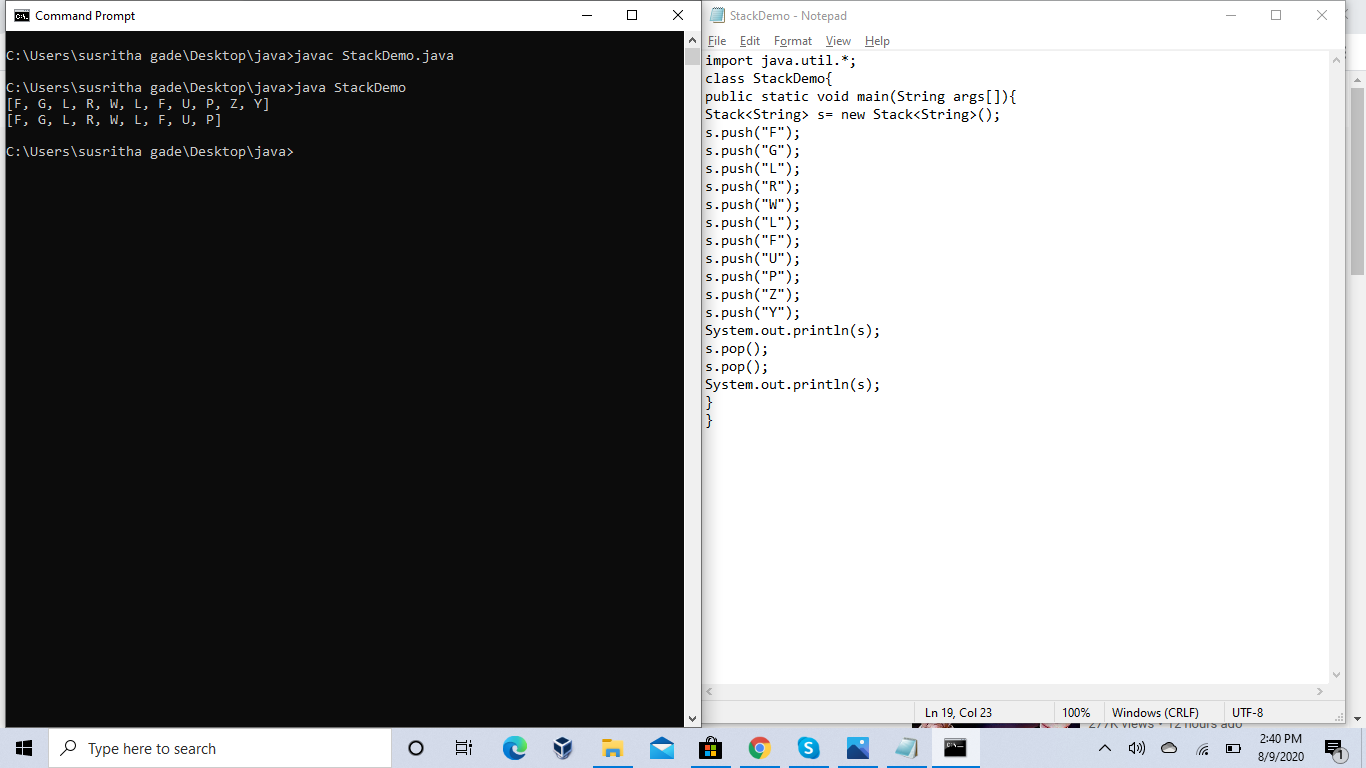 Command Prompt
C:\Users\susritha gade\Desktop\java>javac StackDemo.java
C:\Users\susritha gade\Desktop\java>java StackDemo
[F, G, L, R, W, L, F, U, P, Z, Y]
[F, G, L, R, W, L, F, U, P]
C:\Users\susritha gade\Desktop\java>
StackDemo - Notepad
File Edit Format View Help
import java.util.*;
class StackDemo{
public static void main(String args[]){
Stack<String> s= new Stack<String>();
s.push("F");
s.push("G");
s.push("L");
s.push("R");
s.push("W");
s.push("L");
s.push("F");
s.push("U");
s.push("P");
s.push("Z");
s.push("Y");
System.out.println(s);
s.pop();
s.pop();
System.out.println(s);
}
}
Ln 19, Col 23 100% Windows (CRLF) UTF-8
277K views • 12 hours ago
Type here to search
2:40 PM
8/9/2020
1